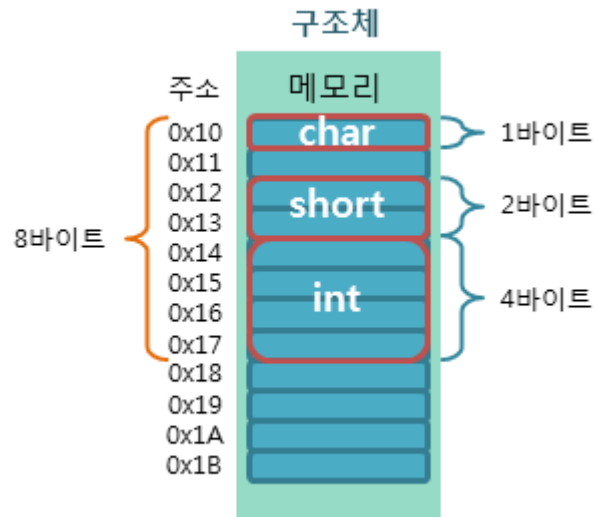 구조체
주소 메모리
0x10 char 1바이트
0x11
0x12 short 2바이트
0x13
8바이트 0x14
0x15 int 4바이트
0x16
0x17
0x18
0x19
0x1A
0x1B